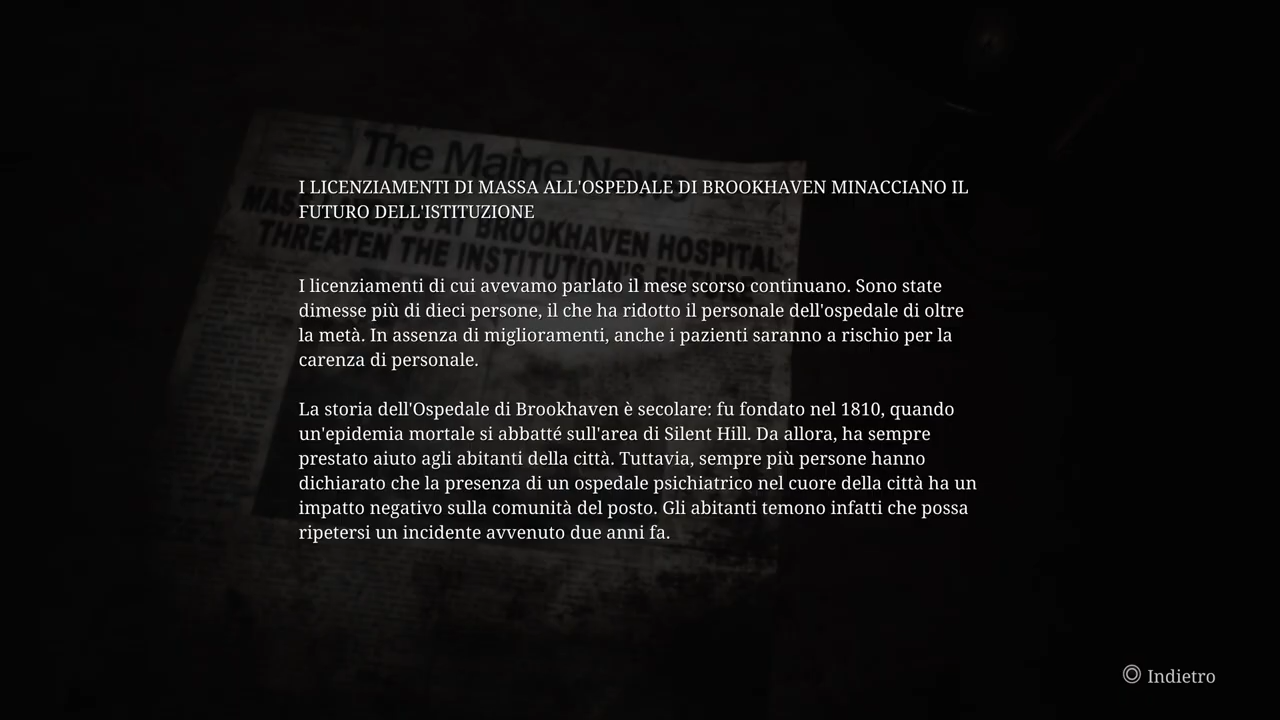 The Maine News
MASS LAYOFFS AT BROOKHAVEN HOSPITAL
THREATEN THE INSTITUTION'S FUTURE
I LICENZIAMENTI DI MASSA ALL'OSPEDALE DI BROOKHAVEN MINACCIANO IL
FUTURO DELL'ISTITUZIONE
I licenziamenti di cui avevamo parlato il mese scorso continuano. Sono state
dimesse più di dieci persone, il che ha ridotto il personale dell'ospedale di oltre
la metà. In assenza di miglioramenti, anche i pazienti saranno a rischio per la
carenza di personale.
La storia dell'Ospedale di Brookhaven è secolare: fu fondato nel 1810, quando
un'epidemia mortale si abbatté sull'area di Silent Hill. Da allora, ha sempre
prestato aiuto agli abitanti della città. Tuttavia, sempre più persone hanno
dichiarato che la presenza di un ospedale psichiatrico nel cuore della città ha un
impatto negativo sulla comunità del posto. Gli abitanti temono infatti che possa
ripetersi un incidente avvenuto due anni fa.
Indietro